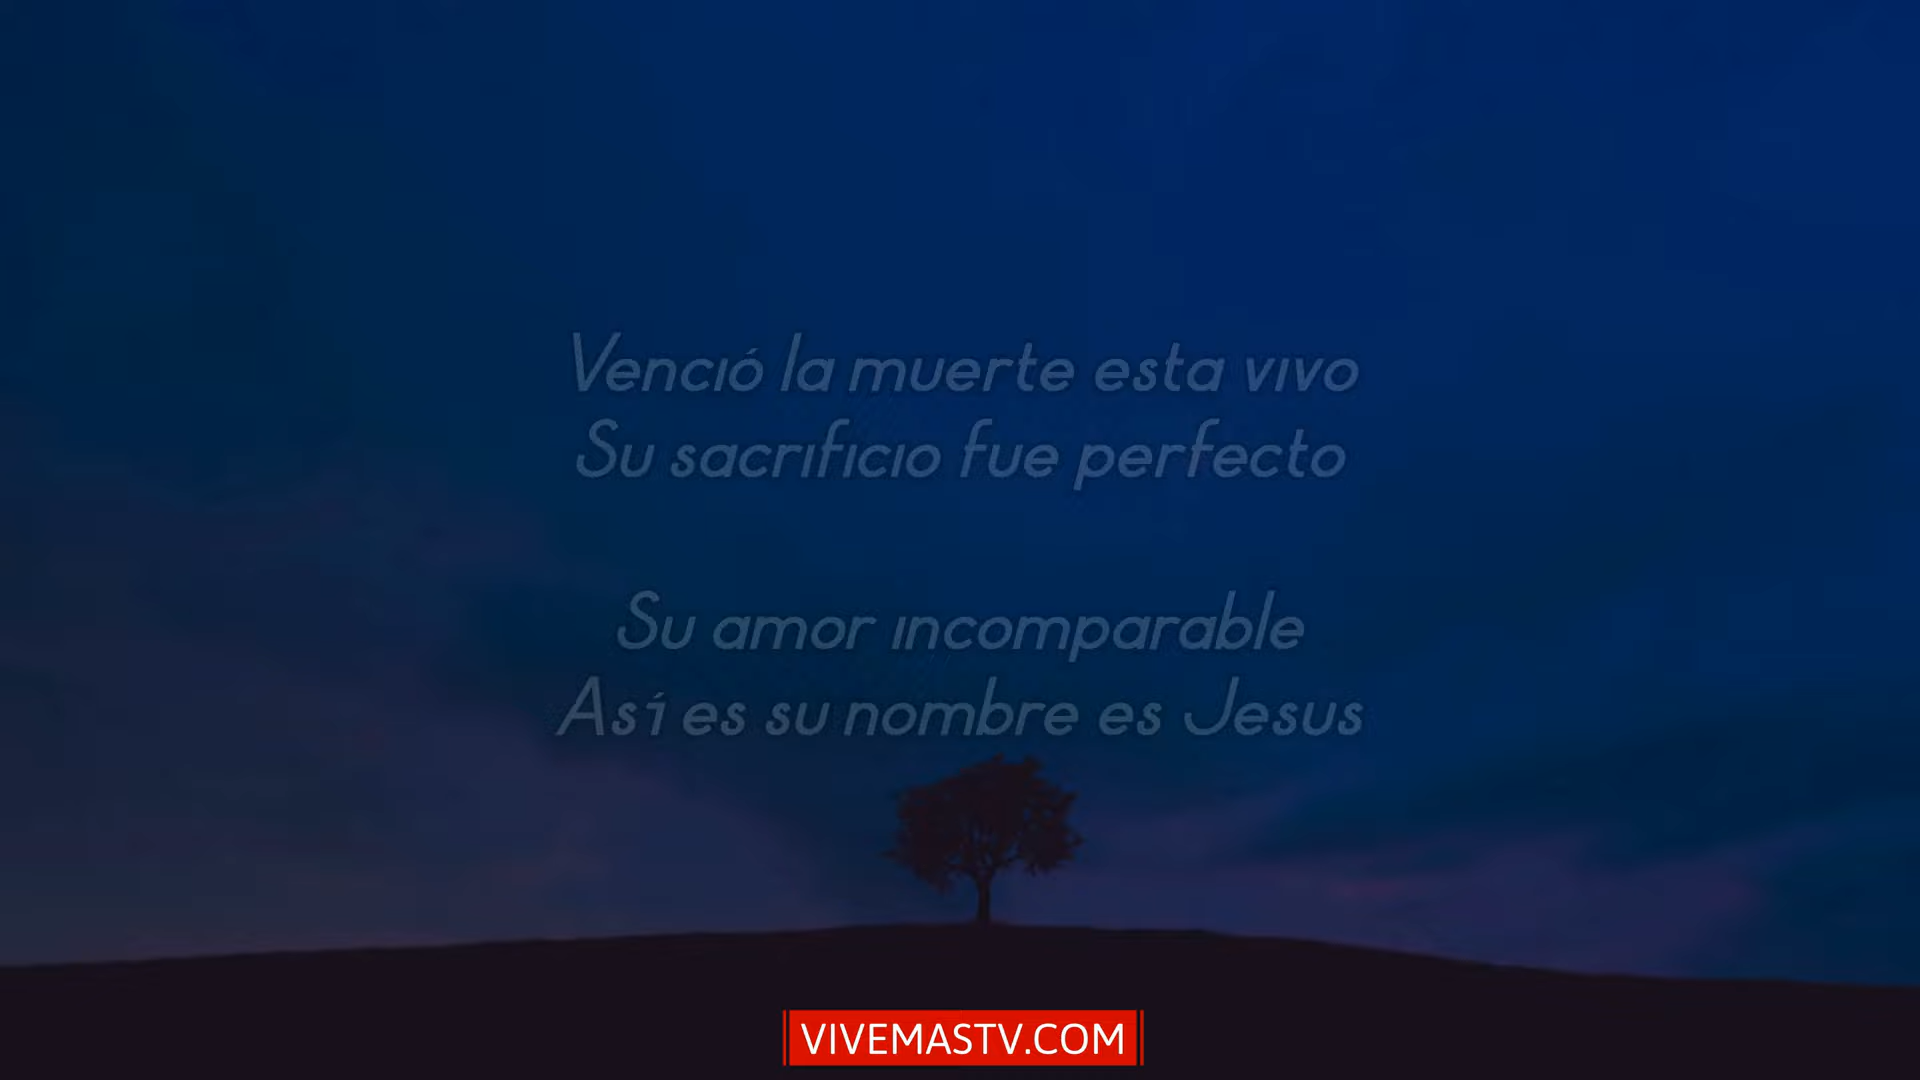 Venció la muerte esta vivo
Su sacrificio fue perfecto
Su amor incomparable
Así es su nombre es Jesus
VIVEMASTV.COM